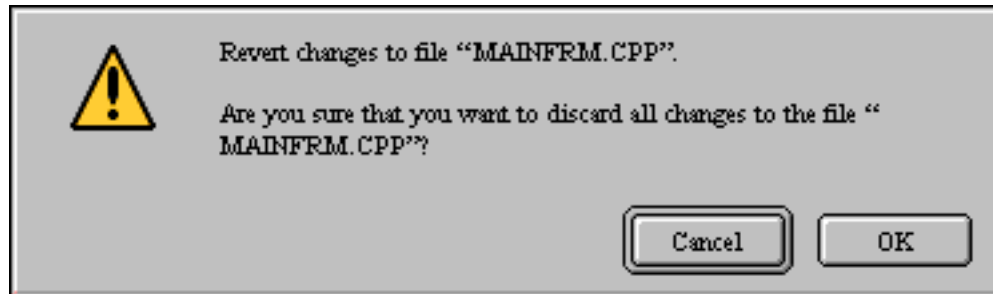 Revert changes to file “MAINFRM.CPP”.
Are you sure that you want to discard all changes to the file “
MAINFRM.CPP”?
Cancel
OK